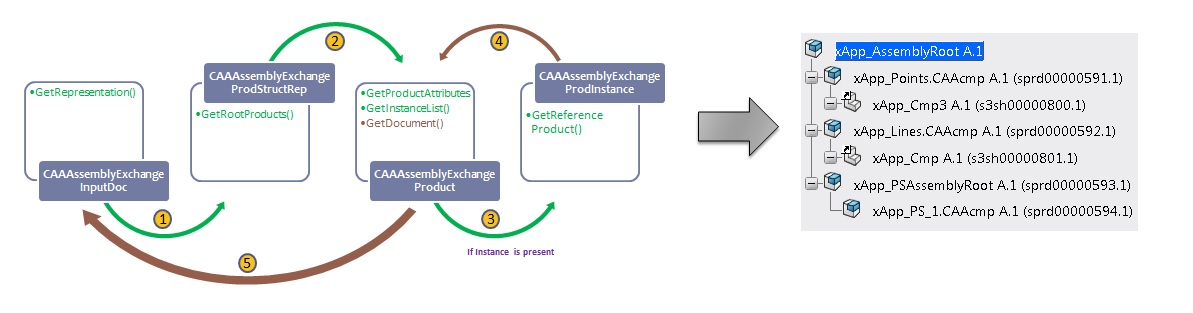 2
4
CAAAssemblyExchange
ProdStructRep
CAAAssemblyExchange
ProdInstance
•GetRepresentation()
•GetRootProducts()
•GetProductAttributes
•GetInstanceList()
•GetDocument()
•GetReference
Product()
CAAAssemblyExchange
InputDoc
CAAAssemblyExchange
Product
1
3
5
If Instance is present
xApp_AssemblyRoot A.1
xApp_Points.CAAcmp A.1 (sprd00000591.1)
xApp_Cmp3 A.1 (s3sh00000800.1)
xApp_Lines.CAAcmp A.1 (sprd00000592.1)
xApp_Cmp A.1 (s3sh00000801.1)
xApp_PSAssemblyRoot A.1 (sprd00000593.1)
xApp_PS_1.CAAcmp A.1 (sprd00000594.1)